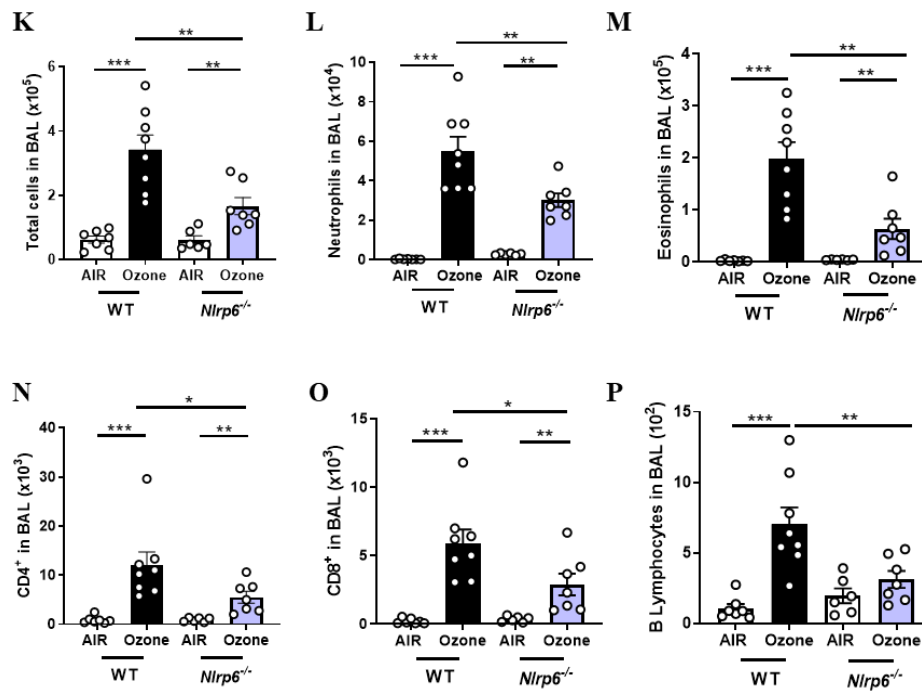 K
**
***
**
Total cells in BAL (x10⁵)
6
4
2
0
AIR Ozone AIR Ozone
WT Nlrp6⁻/⁻
L
**
***
**
Neutrophils in BAL (x10⁴)
10
8
6
4
2
0
AIR Ozone AIR Ozone
WT Nlrp6⁻/⁻
M
**
***
**
Eosinophils in BAL (x10⁵)
4
3
2
1
0
AIR Ozone AIR Ozone
WT Nlrp6⁻/⁻
N
*
***
**
CD4⁺ in BAL (x10³)
40
30
20
10
0
AIR Ozone AIR Ozone
WT Nlrp6⁻/⁻
O
*
***
**
CD8⁺ in BAL (x10³)
15
10
5
0
AIR Ozone AIR Ozone
WT Nlrp6⁻/⁻
P
***
**
B Lymphocytes in BAL (10²)
15
10
5
0
AIR Ozone AIR Ozone
WT Nlrp6⁻/⁻